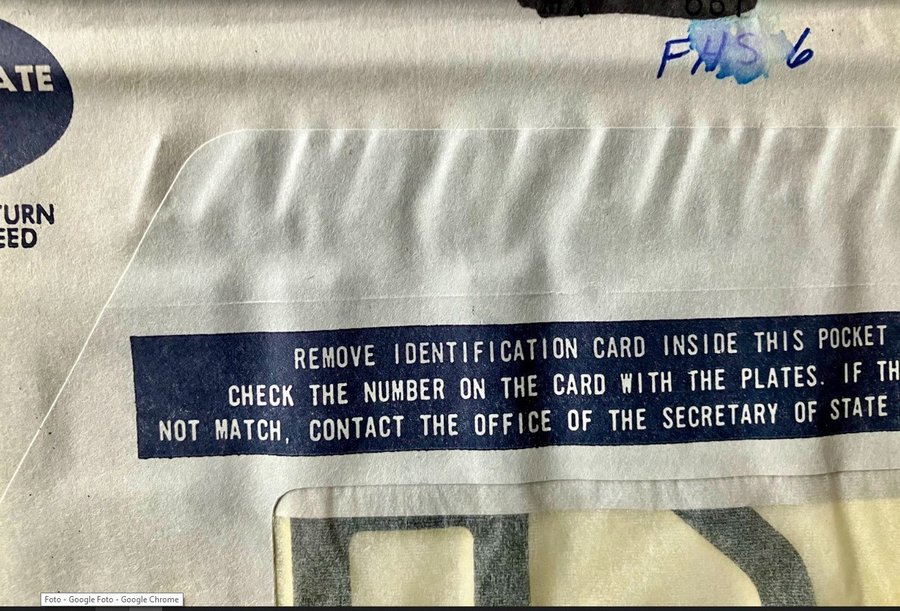 FHS 6
ATE
TURN
EED
REMOVE IDENTIFICATION CARD INSIDE THIS POCKET
CHECK THE NUMBER ON THE CARD WITH THE PLATES. IF TH
NOT MATCH, CONTACT THE OFFICE OF THE SECRETARY OF STATE
Foto - Google Foto - Google Chrome